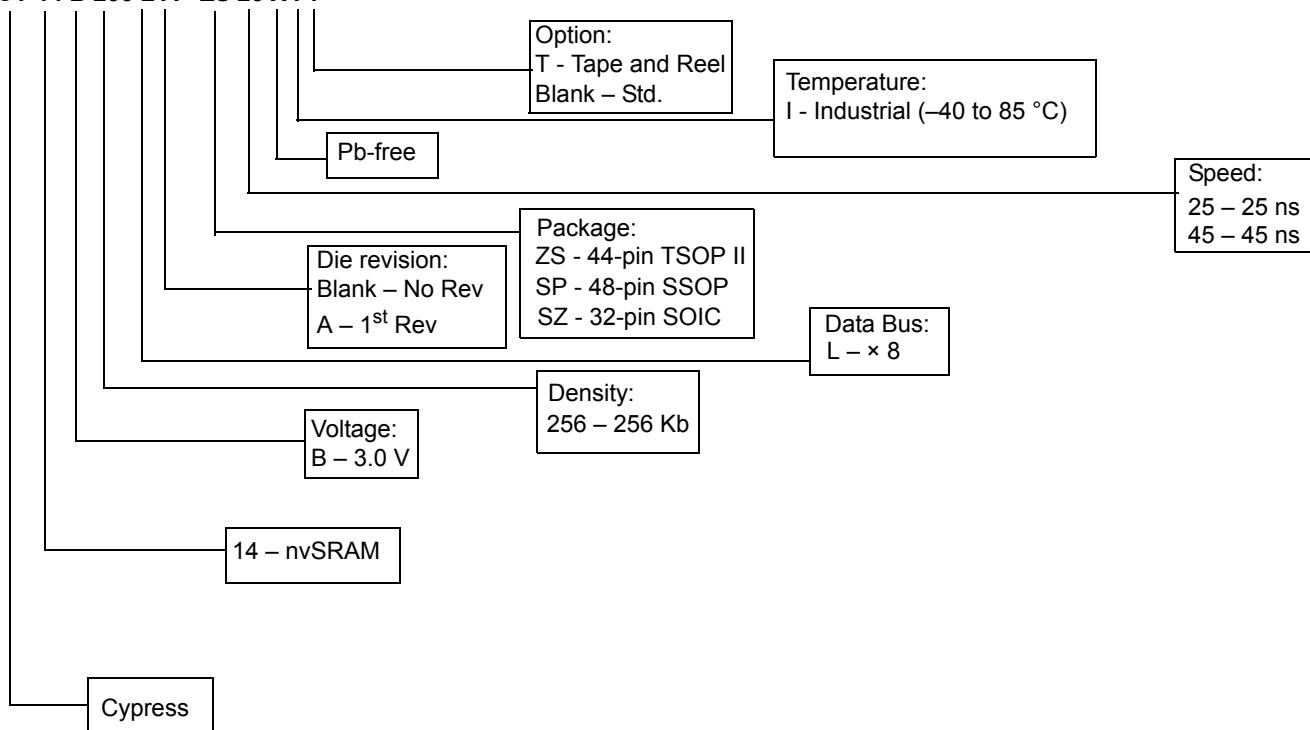 Option:
T - Tape and Reel
Blank – Std.
Temperature:
I - Industrial (–40 to 85 °C)
Pb-free
Speed:
25 – 25 ns
45 – 45 ns
Package:
ZS - 44-pin TSOP II
SP - 48-pin SSOP
SZ - 32-pin SOIC
Die revision:
Blank – No Rev
A – 1st Rev
Data Bus:
L – × 8
Density:
256 – 256 Kb
Voltage:
B – 3.0 V
14 – nvSRAM
Cypress